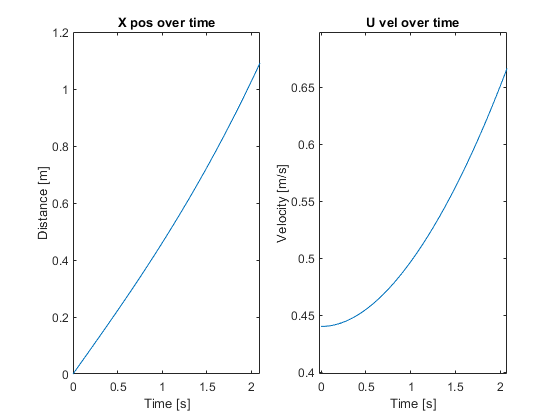 X pos over time
1.2
1
0.8
0.6
0.4
0.2
0
Distance [m]
0 0.5 1 1.5 2
Time [s]
U vel over time
0.65
0.6
0.55
0.5
0.45
0.4
Velocity [m/s]
0 0.5 1 1.5 2
Time [s]